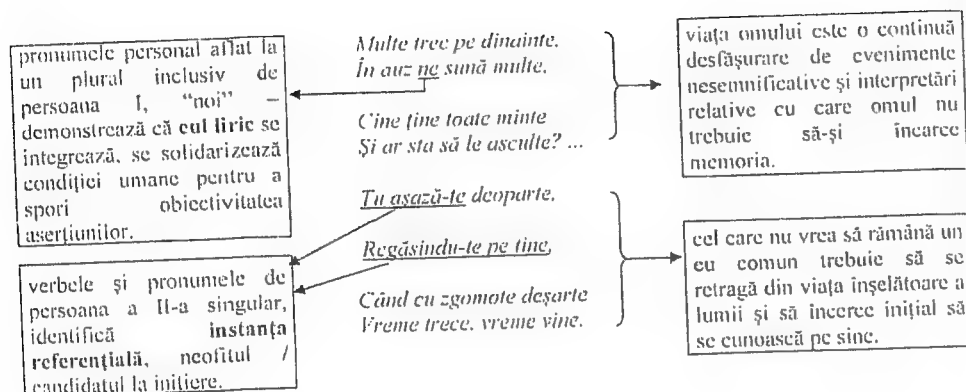 pronumele personal aflat la
un plural inclusiv de
persoana I, "noi" –
demonstrează că eul liric se
integrează, se solidarizează
condiției umane pentru a
spori obiectivitatea
aserțiunilor.
verbele și pronumele de
persoana a II-a singular,
identifică instanța
referențială, neofitul /
candidatul la inițiere.
Multe trec pe dinainte,
În auz ne sună multe,
Cine ține toate minte
Și ar sta să le asculte? ...
Tu așază-te deoparte,
Regăsindu-te pe tine,
Când cu zgomote deșarte
Vreme trece, vreme vine.
viața omului este o continuă
desfășurare de evenimente
nesemnificative și interpretări
relative cu care omul nu
trebuie să-și încarce
memoria.
cel care nu vrea să rămână un
eu comun trebuie să se
retragă din viața înșelătoare a
lumii și să încerce inițial să
se cunoască pe sine.